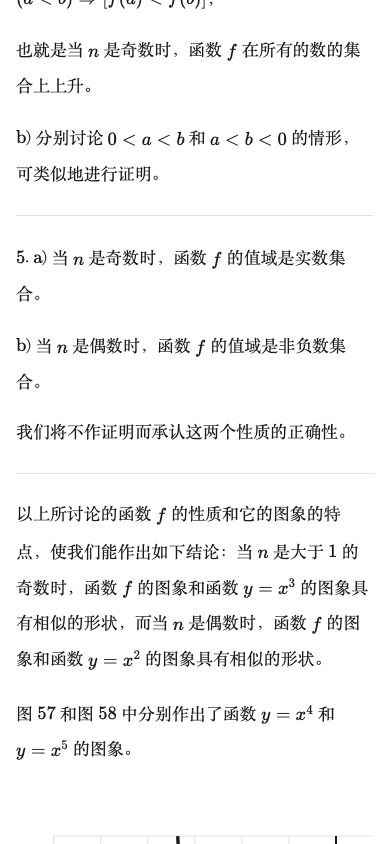 (a < b) ⇒ [f(a) < f(b)],
也就是当 n 是奇数时，函数 f 在所有的数的集
合上上升。
b) 分别讨论 0 < a < b 和 a < b < 0 的情形，
可类似地进行证明。
5. a) 当 n 是奇数时，函数 f 的值域是实数集
合。
b) 当 n 是偶数时，函数 f 的值域是非负数集
合。
我们将不作证明而承认这两个性质的正确性。
以上所讨论的函数 f 的性质和它的图象的特
点，使我们能作出如下结论：当 n 是大于 1 的
奇数时，函数 f 的图象和函数 y = x³ 的图象具
有相似的形状，而当 n 是偶数时，函数 f 的图
象和函数 y = x² 的图象具有相似的形状。
图 57 和图 58 中分别作出了函数 y = x⁴ 和
y = x⁵ 的图象。